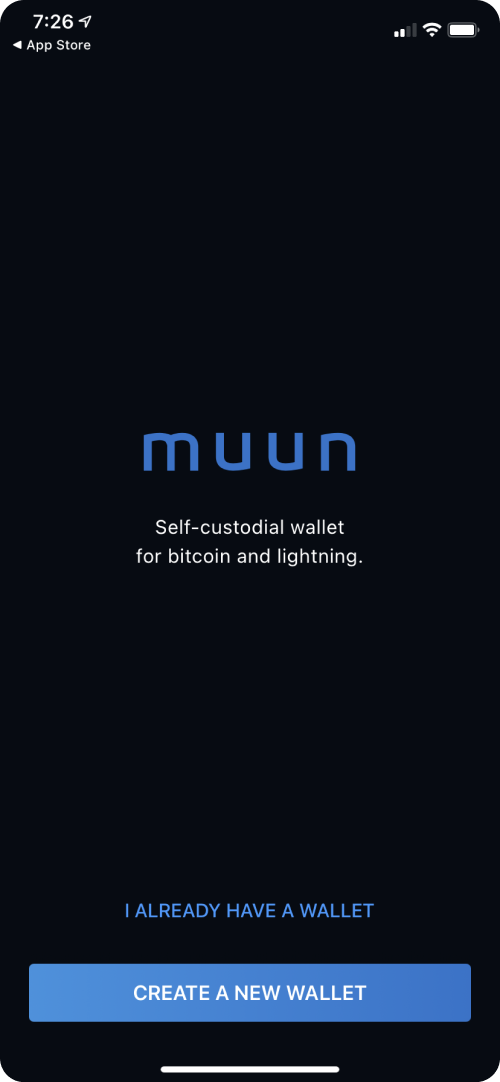 7:26
◀ App Store
muun
Self-custodial wallet
for bitcoin and lightning.
I ALREADY HAVE A WALLET
CREATE A NEW WALLET